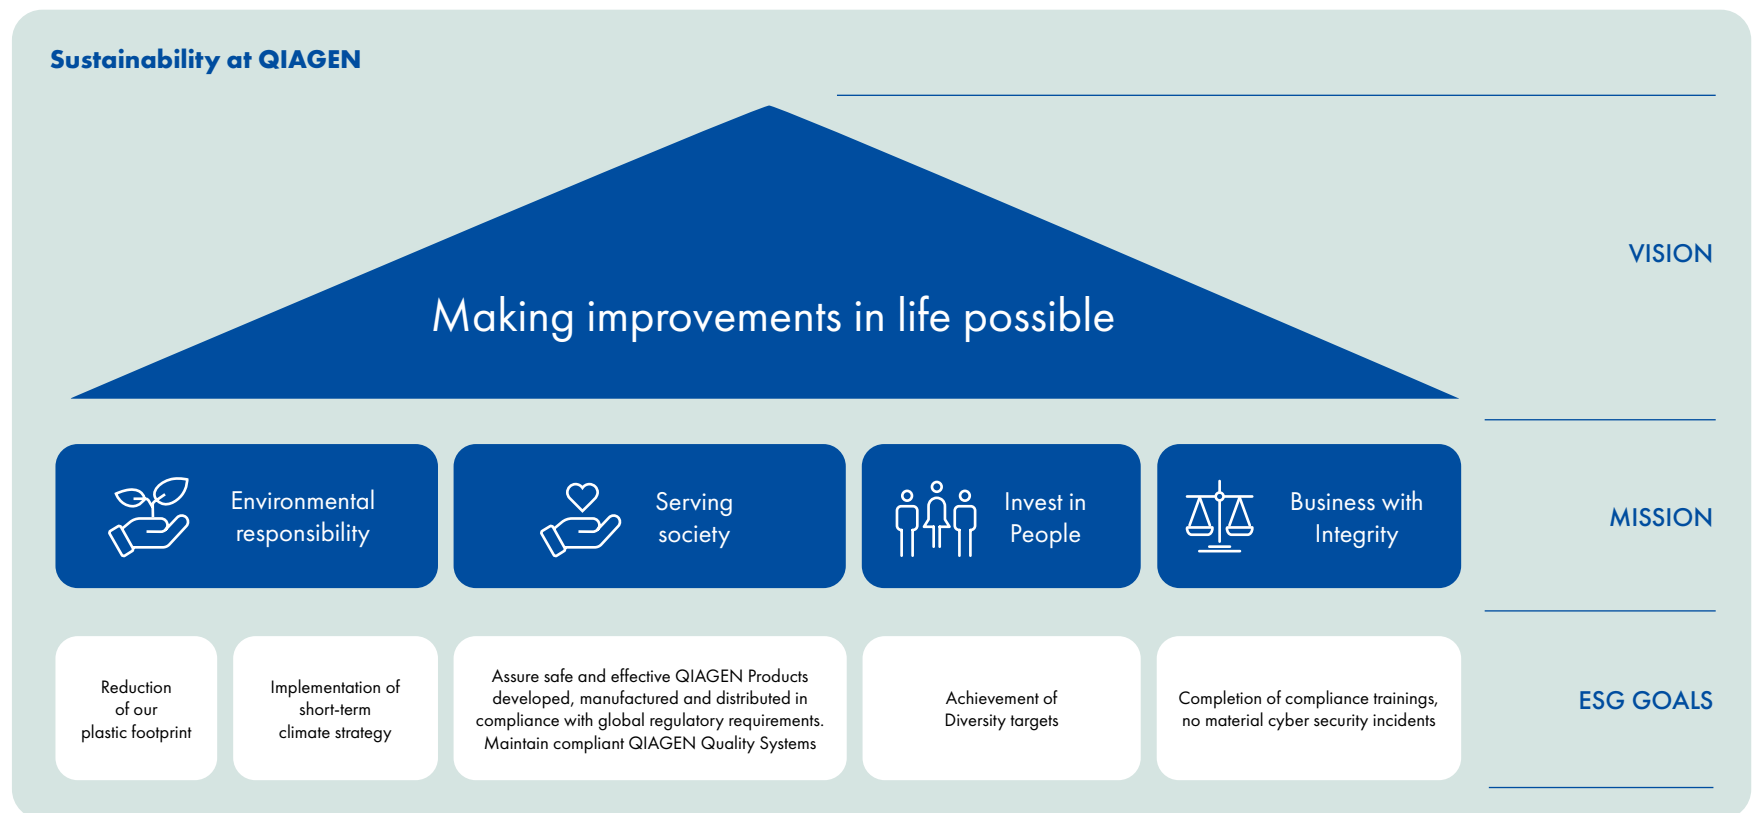 Sustainability at QIAGEN
Making improvements in life possible
VISION
Environmental
responsibility
Serving
society
Invest in
People
Business with
Integrity
MISSION
Reduction
of our
plastic footprint
Implementation of
short-term
climate strategy
Assure safe and effective QIAGEN Products
developed, manufactured and distributed in
compliance with global regulatory requirements.
Maintain compliant QIAGEN Quality Systems
Achievement of
Diversity targets
Completion of compliance trainings,
no material cyber security incidents
ESG GOALS